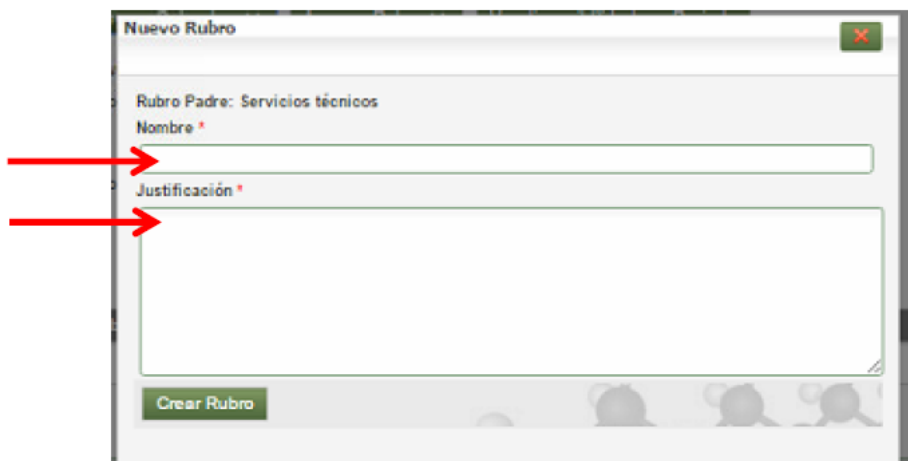 Nuevo Rubro
Rubro Padre: Servicios técnicos
Nombre *
Justificación *
Crear Rubro